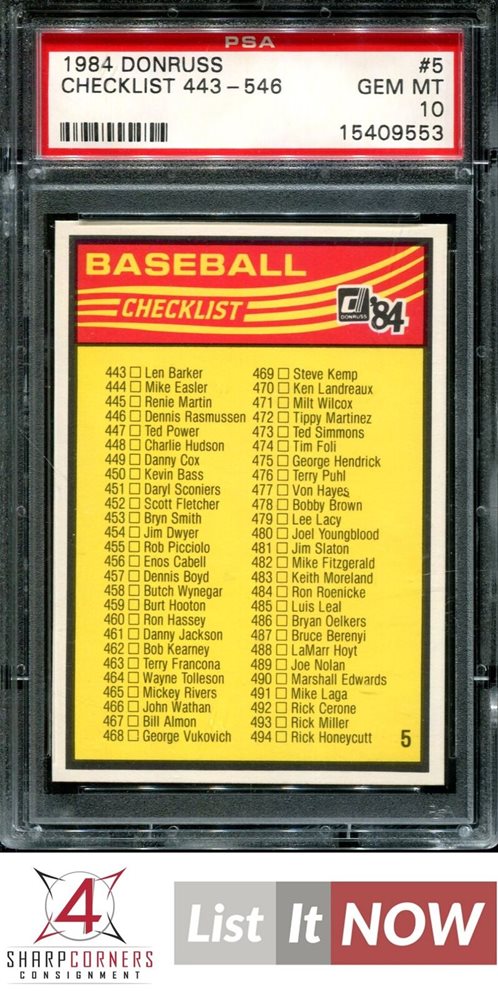 PSA
1984 DONRUSS #5
CHECKLIST 443-546 GEM MT
10
15409553
BASEBALL
CHECKLIST
DONRUSS '84
443 Len Barker
444 Mike Easler
445 Renie Martin
446 Dennis Rasmussen
447 Ted Power
448 Charlie Hudson
449 Danny Cox
450 Kevin Bass
451 Daryl Sconiers
452 Scott Fletcher
453 Bryn Smith
454 Jim Dwyer
455 Rob Picciolo
456 Enos Cabell
457 Dennis Boyd
458 Butch Wynegar
459 Burt Hooton
460 Ron Hassey
461 Danny Jackson
462 Bob Kearney
463 Terry Francona
464 Wayne Tolleson
465 Mickey Rivers
466 John Wathan
467 Bill Almon
468 George Vukovich
469 Steve Kemp
470 Ken Landreaux
471 Milt Wilcox
472 Tippy Martinez
473 Ted Simmons
474 Tim Foli
475 George Hendrick
476 Terry Puhl
477 Von Hayes
478 Bobby Brown
479 Lee Lacy
480 Joel Youngblood
481 Jim Slaton
482 Mike Fitzgerald
483 Keith Moreland
484 Ron Roenicke
485 Luis Leal
486 Bryan Oelkers
487 Bruce Berenyi
488 LaMarr Hoyt
489 Joe Nolan
490 Marshall Edwards
491 Mike Laga
492 Rick Cerone
493 Rick Miller
494 Rick Honeycutt
5
4
SHARPCORNERS
CONSIGNMENT
List It NOW